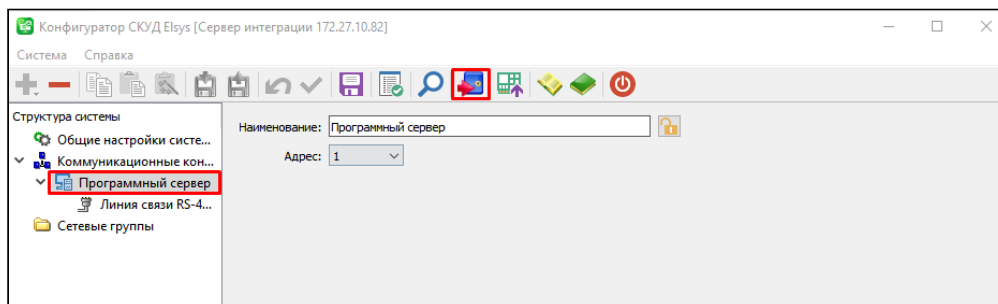 Конфигуратор СКУД Elsys [Сервер интеграции 172.27.10.82]
Система Справка
Структура системы
Общие настройки систе...
Коммуникационные кон...
Программный сервер
Линия связи RS-4...
Сетевые группы
Наименование: Программный сервер
Адрес: 1